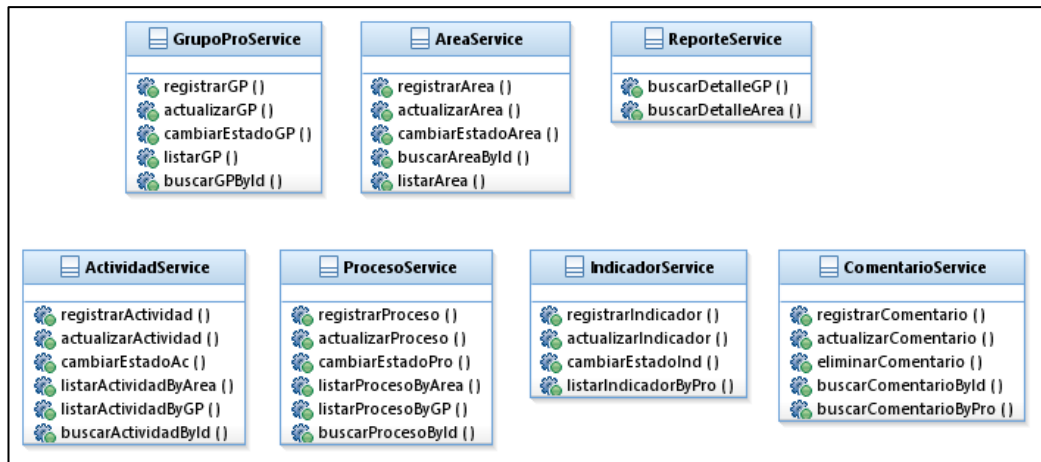 GrupoProService
registrarGP ()
actualizarGP ()
cambiarEstadoGP ()
listarGP ()
buscarGPById ()
AreaService
registrarArea ()
actualizarArea ()
cambiarEstadoArea ()
buscarAreaById ()
listarArea ()
ReporteService
buscarDetalleGP ()
buscarDetalleArea ()
ActividadService
registrarActividad ()
actualizarActividad ()
cambiarEstadoAc ()
listarActividadByArea ()
listarActividadByGP ()
buscarActividadById ()
ProcesoService
registrarProceso ()
actualizarProceso ()
cambiarEstadoPro ()
listarProcesoByArea ()
listarProcesoByGP ()
buscarProcesoById ()
IndicadorService
registrarIndicador ()
actualizarIndicador ()
cambiarEstadoInd ()
listarIndicadorByPro ()
ComentarioService
registrarComentario ()
actualizarComentario ()
eliminarComentario ()
buscarComentarioById ()
buscarComentarioByPro ()